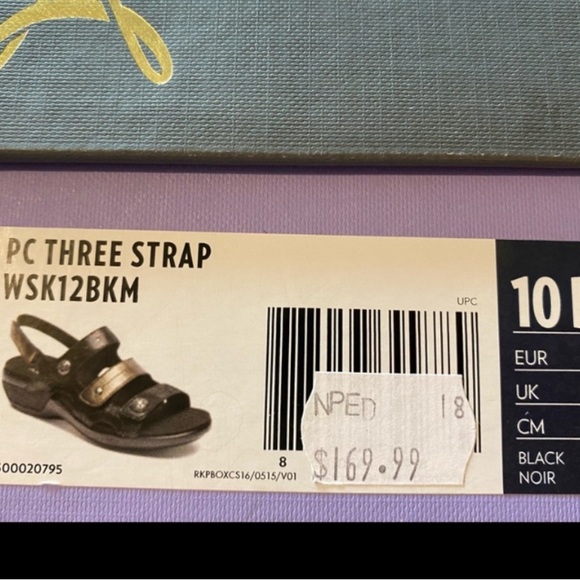 PC THREE STRAP
WSK12BKM
UPC
10
EUR
UK
CM
BLACK
NOIR
NPED 18
$169.99
8
500020795
RKPBOXCS16/0515/V01